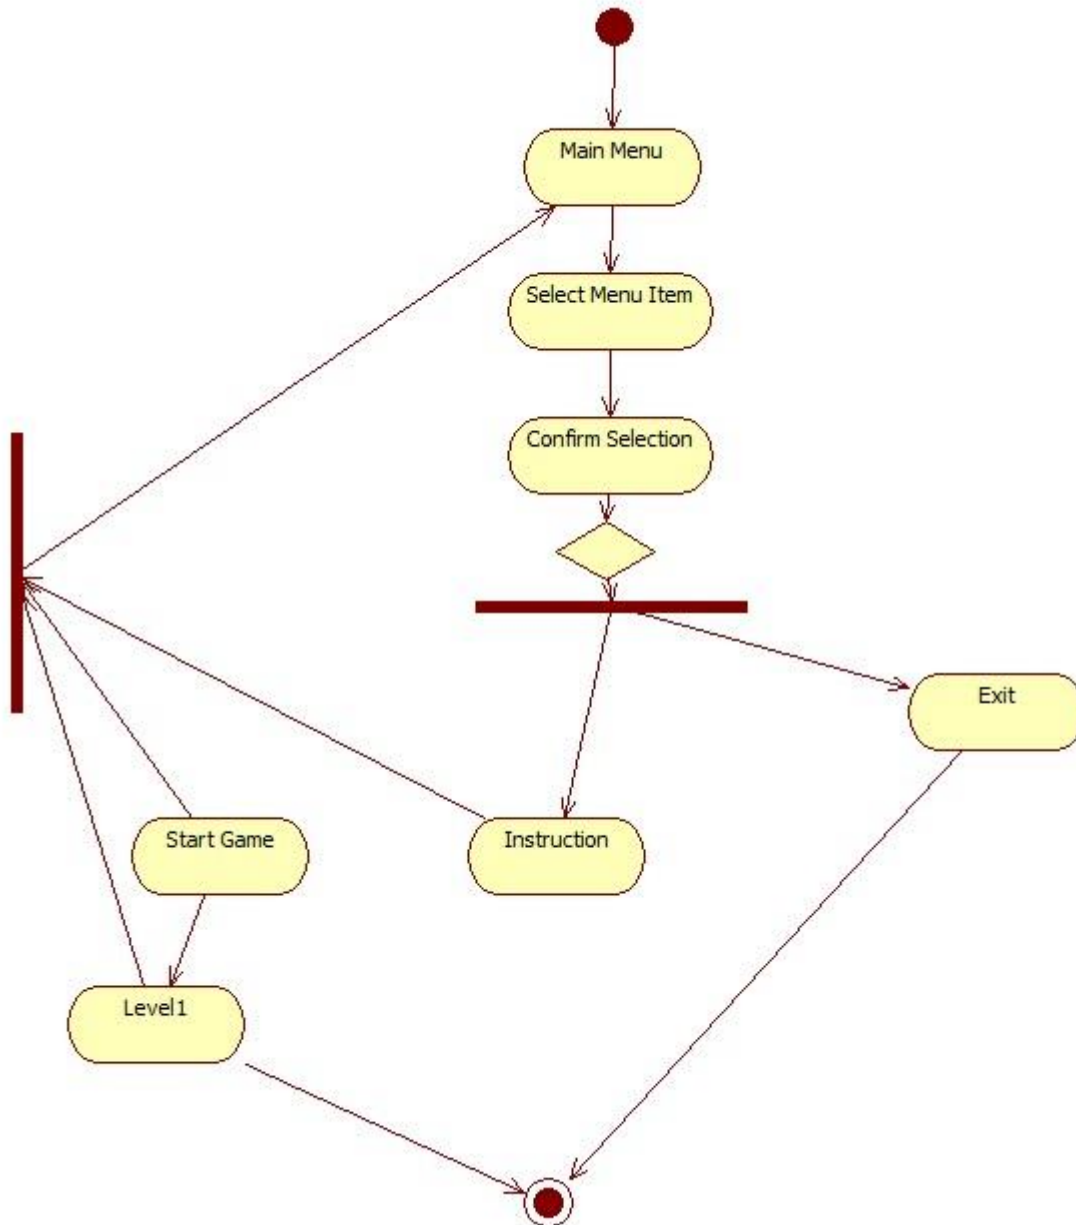 Main Menu
Select Menu Item
Confirm Selection
Exit
Start Game
Instruction
Level1